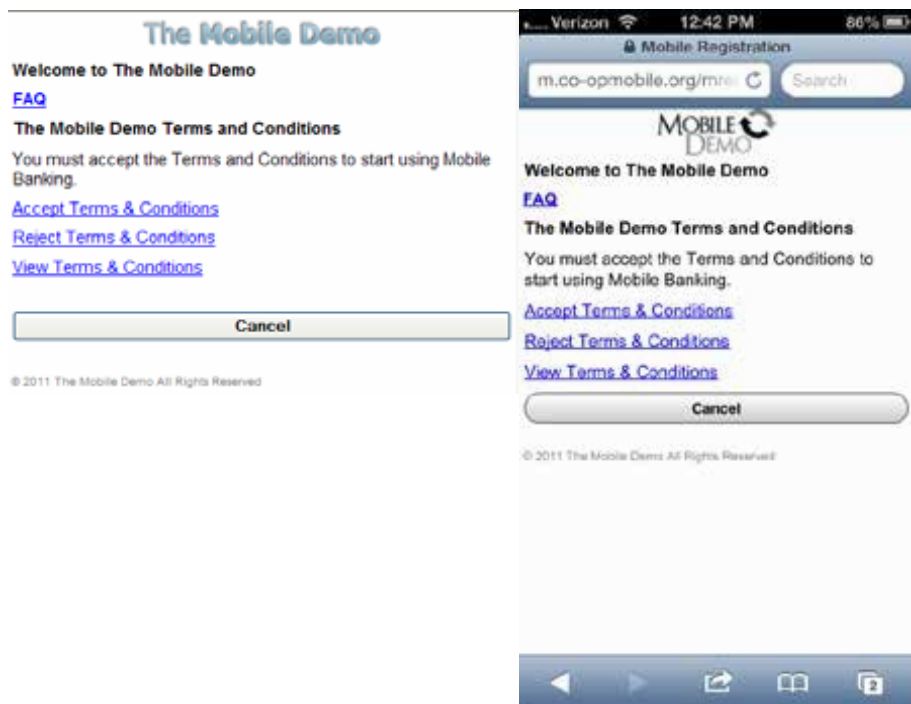 The Mobile Demo
Welcome to The Mobile Demo
FAQ
The Mobile Demo Terms and Conditions
You must accept the Terms and Conditions to start using Mobile
Banking.
Accept Terms & Conditions
Reject Terms & Conditions
View Terms & Conditions
Cancel
© 2011 The Mobile Demo All Rights Reserved
Verizon 12:42 PM 86%
Mobile Registration
m.co-opmobile.org/mre Search
MOBILE
DEMO
Welcome to The Mobile Demo
FAQ
The Mobile Demo Terms and Conditions
You must accept the Terms and Conditions to
start using Mobile Banking.
Accept Terms & Conditions
Reject Terms & Conditions
View Terms & Conditions
Cancel
© 2011 The Mobile Demo All Rights Reserved
2